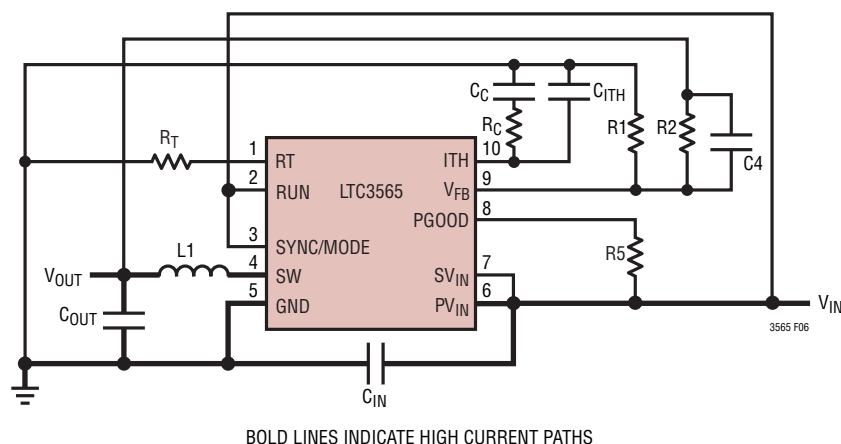 C_C
C_ITH
R_C
R_T
R1
R2
C4
1 RT
2 RUN
3 SYNC/MODE
4 SW
5 GND
LTC3565
ITH 10
V_FB 9
PGOOD 8
SV_IN 7
PV_IN 6
R5
L1
V_OUT
C_OUT
C_IN
V_IN
3565 F06
BOLD LINES INDICATE HIGH CURRENT PATHS